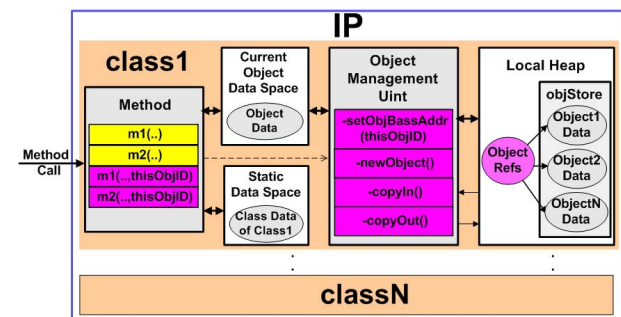 IP
class1
Method
m1(..)
m2(..)
m1(..,thisObjID)
m2(..,thisObjID)
Method
Call
Current
Object
Data Space
Object
Data
Static
Data Space
Class Data
of Class1
Object
Management
Uint
-setObjBassAddr
(thisObjID)
-newObject()
-copyIn()
-copyOut()
Local Heap
Object
Refs
objStore
Object1
Data
Object2
Data
ObjectN
Data
:
:
classN